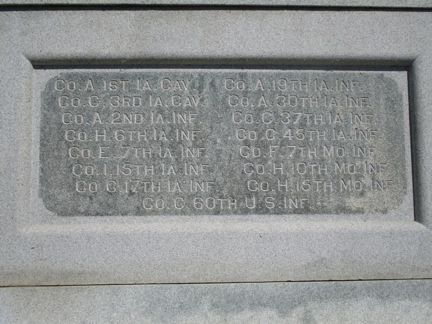 Co. A. 1ST IA. CAV. Co. A. 19TH IA. INF.
Co. C. 3RD IA. CAV. Co. A. 30TH IA. INF.
Co. A. 2ND IA. INF. Co. C. 37TH IA. INF.
Co. H. 6TH IA. INF. Co. C. 45TH IA. INF.
Co. E. 7TH IA. INF. Co. F. 7TH MO. INF.
Co. I. 15TH IA. INF. Co. H. 10TH MO. INF.
Co. C. 17TH IA. INF. Co. H. 15TH MO. INF.
Co. C. 60TH U.S. INF.